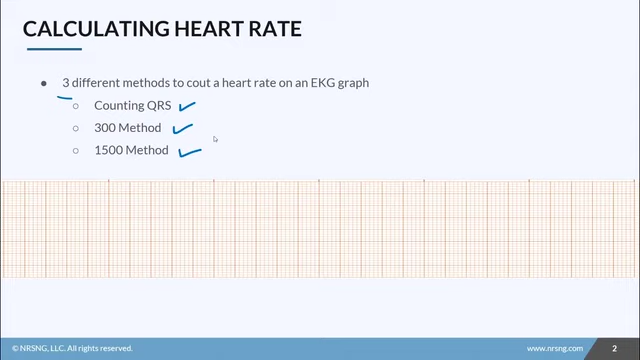 CALCULATING HEART RATE
● 3 different methods to cout a heart rate on an EKG graph
○ Counting QRS
○ 300 Method
○ 1500 Method
© NRSNG, LLC. All rights reserved.
www.nrsng.com
2